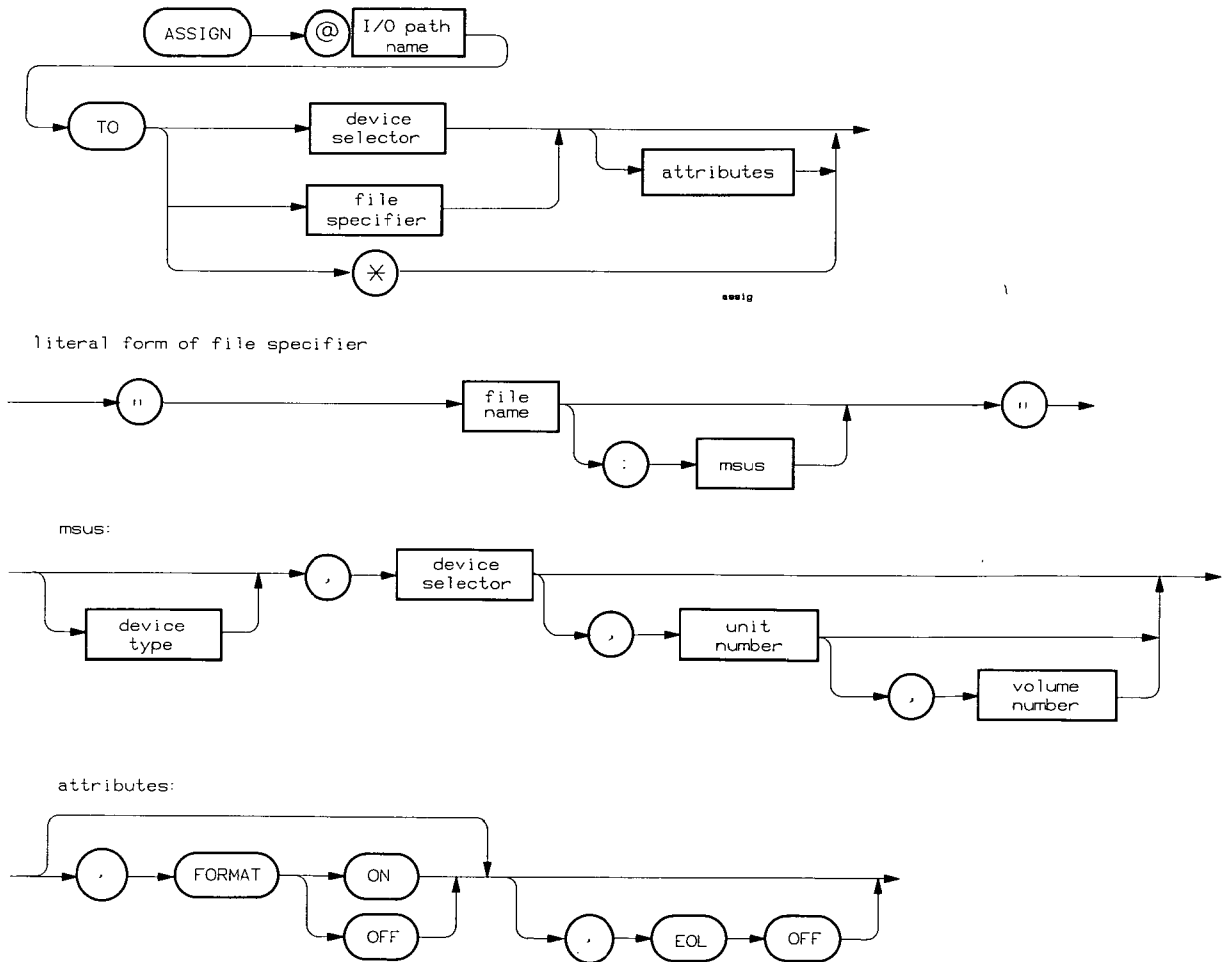 ASSIGN @ I/O path
name
TO device
selector
attributes
file
specifier
*
assig
literal form of file specifier
" file
name "
: msus
msus:
, device
selector
device
type
, unit
number
, volume
number
attributes:
, FORMAT ON
OFF , EOL OFF